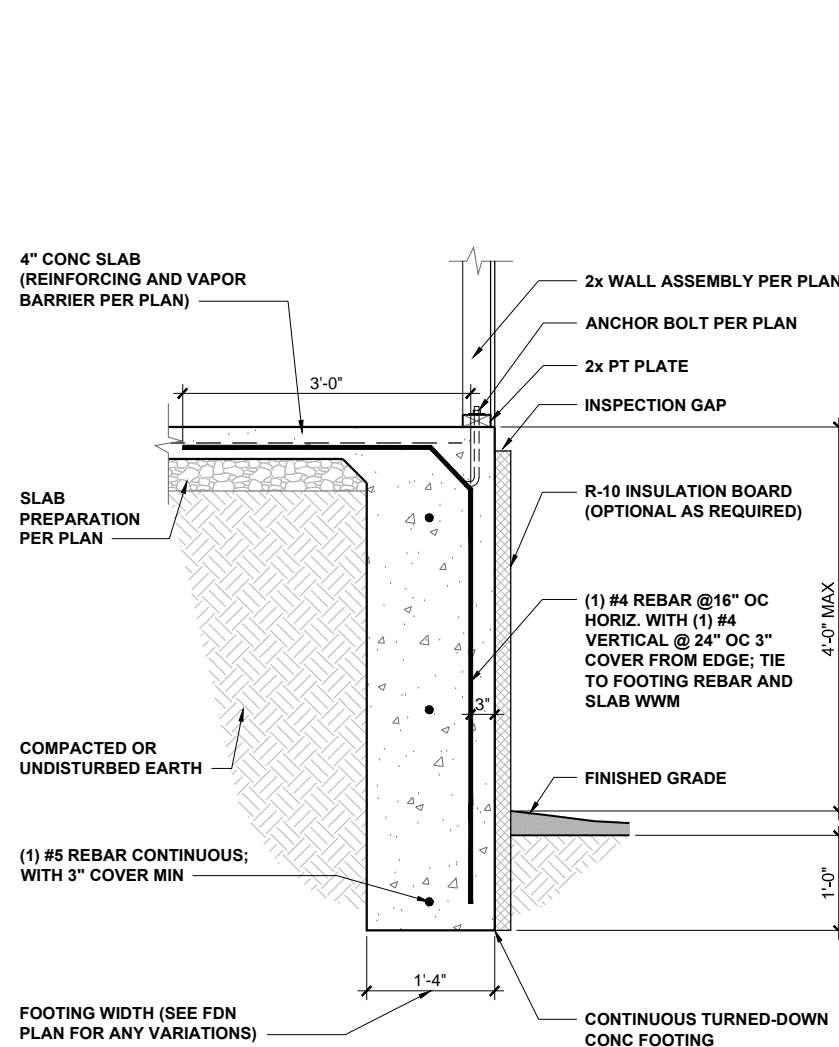 4" CONC SLAB
(REINFORCING AND VAPOR
BARRIER PER PLAN)
3'-0"
SLAB
PREPARATION
PER PLAN
COMPACTED OR
UNDISTURBED EARTH
(1) #5 REBAR CONTINUOUS;
WITH 3" COVER MIN
FOOTING WIDTH (SEE FDN
PLAN FOR ANY VARIATIONS)
1'-4"
3"
2x WALL ASSEMBLY PER PLAN
ANCHOR BOLT PER PLAN
2x PT PLATE
INSPECTION GAP
R-10 INSULATION BOARD
(OPTIONAL AS REQUIRED)
(1) #4 REBAR @16" OC
HORIZ. WITH (1) #4
VERTICAL @ 24" OC 3"
COVER FROM EDGE; TIE
TO FOOTING REBAR AND
SLAB WWM
FINISHED GRADE
CONTINUOUS TURNED-DOWN
CONC FOOTING
4'-0" MAX
1'-0"